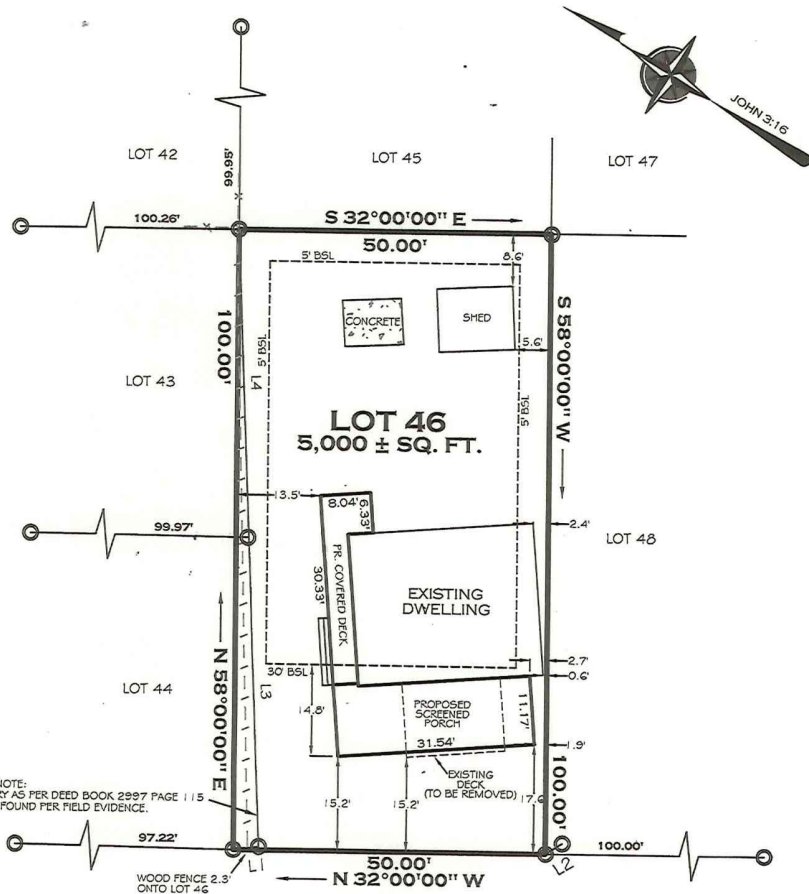 JOHN 3:16
LOT 42
99.95'
LOT 45
LOT 47
100.26'
S 32°00'00" E
50.00'
5' BSL
8.6'
CONCRETE
SHED
5.6'
100.00'
5' BSL
S 58°00'00" W
LOT 43
L4
5' BSL
LOT 46
5,000 ± SQ. FT.
13.5'
8.04'
6.33'
2.4'
99.97'
LOT 48
PR. COVERED DECK
30.33'
EXISTING
DWELLING
N 58°00'00" E
LOT 44
L3
30' BSL
2.7'
0.6'
14.8'
PROPOSED
SCREENED
PORCH
11.17'
31.54'
1.9'
EXISTING
DECK
(TO BE REMOVED)
100.00'
NOTE:
Y AS PER DEED BOOK 2997 PAGE 115
FOUND PER FIELD EVIDENCE.
15.2'
15.2'
17.6'
97.22'
L1
50.00'
L2
100.00'
WOOD FENCE 2.3'
ONTO LOT 46
N 32°00'00" W